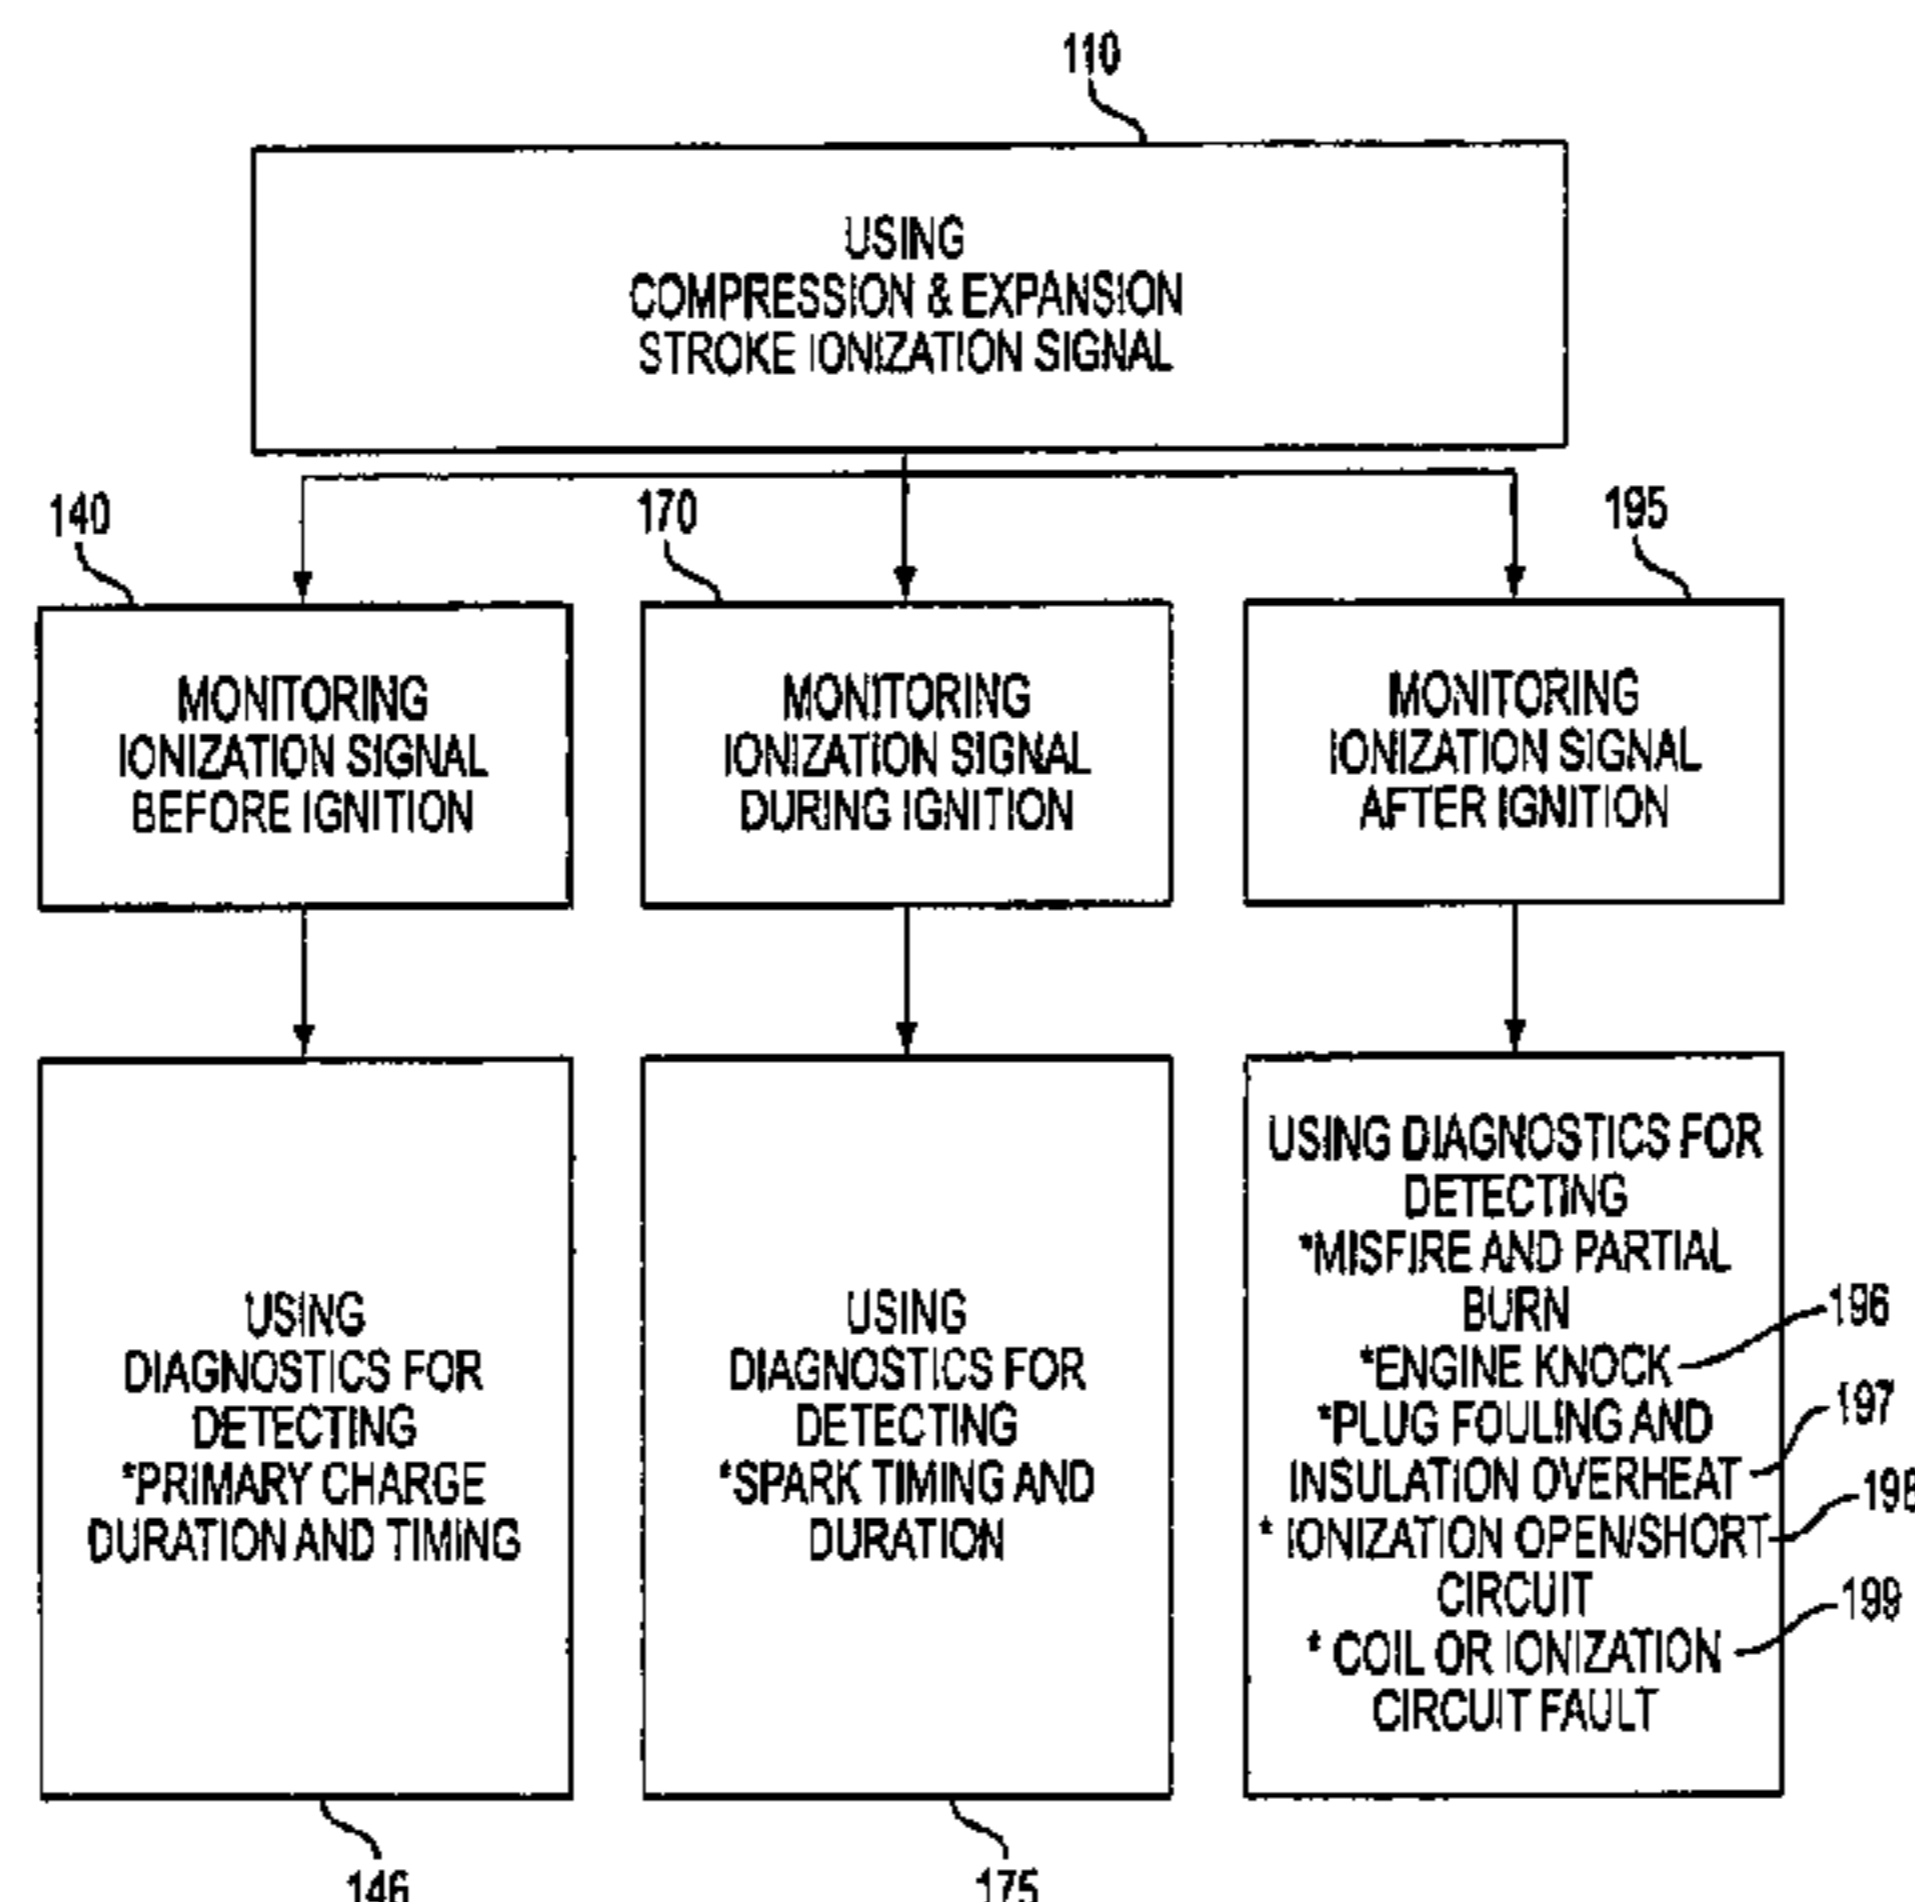 110
USING
COMPRESSION & EXPANSION
STROKE IONIZATION SIGNAL
140
170
195
MONITORING
IONIZATION SIGNAL
BEFORE IGNITION
MONITORING
IONIZATION SIGNAL
DURING IGNITION
MONITORING
IONIZATION SIGNAL
AFTER IGNITION
USING
DIAGNOSTICS FOR
DETECTING
*PRIMARY CHARGE
DURATION AND TIMING
146
USING
DIAGNOSTICS FOR
DETECTING
*SPARK TIMING AND
DURATION
175
USING DIAGNOSTICS FOR
DETECTING
*MISFIRE AND PARTIAL
BURN
*ENGINE KNOCK
196
*PLUG FOULING AND
INSULATION OVERHEAT
197
* IONIZATION OPEN/SHORT
CIRCUIT
198
* COIL OR IONIZATION
CIRCUIT FAULT
199